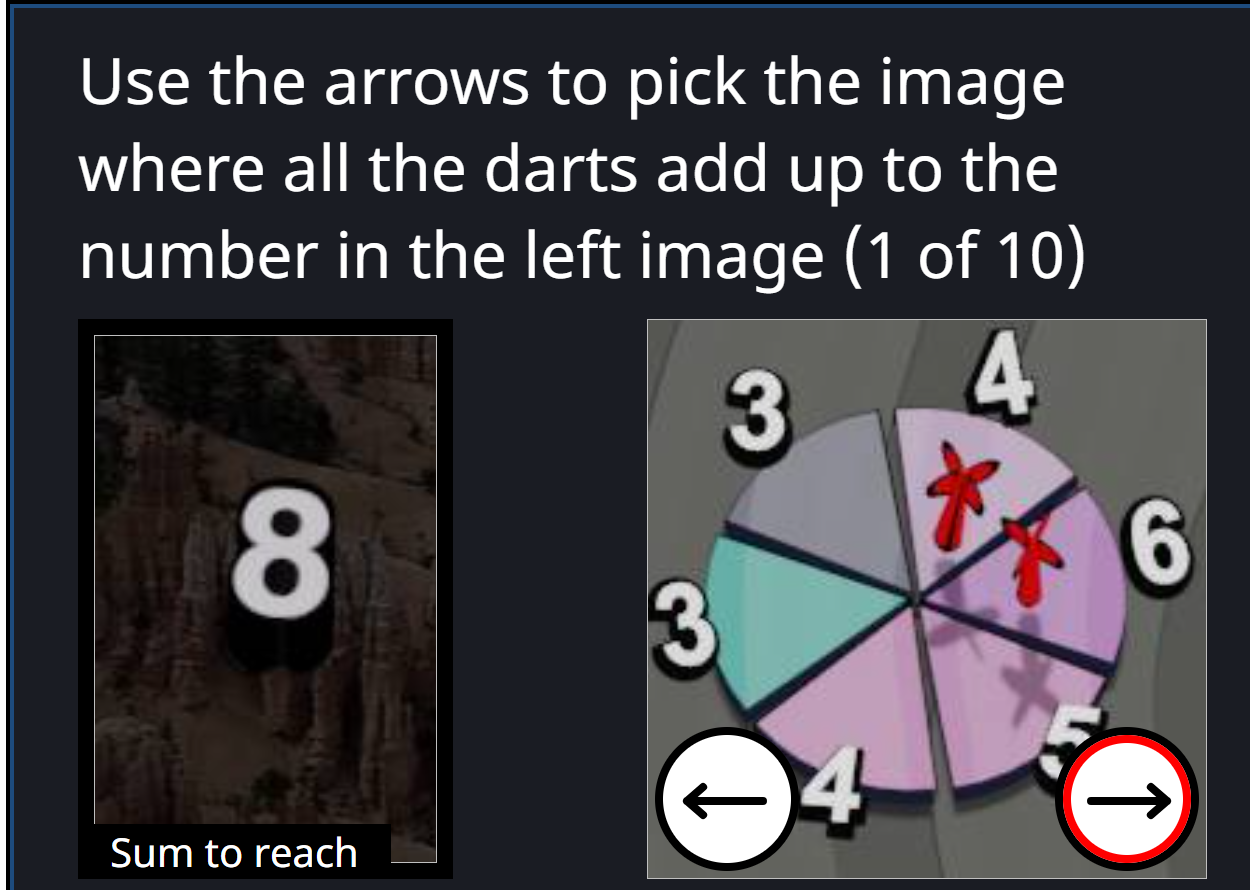 Use the arrows to pick the image
where all the darts add up to the
number in the left image (1 of 10)
8
Sum to reach
4
3
6
3
5
4